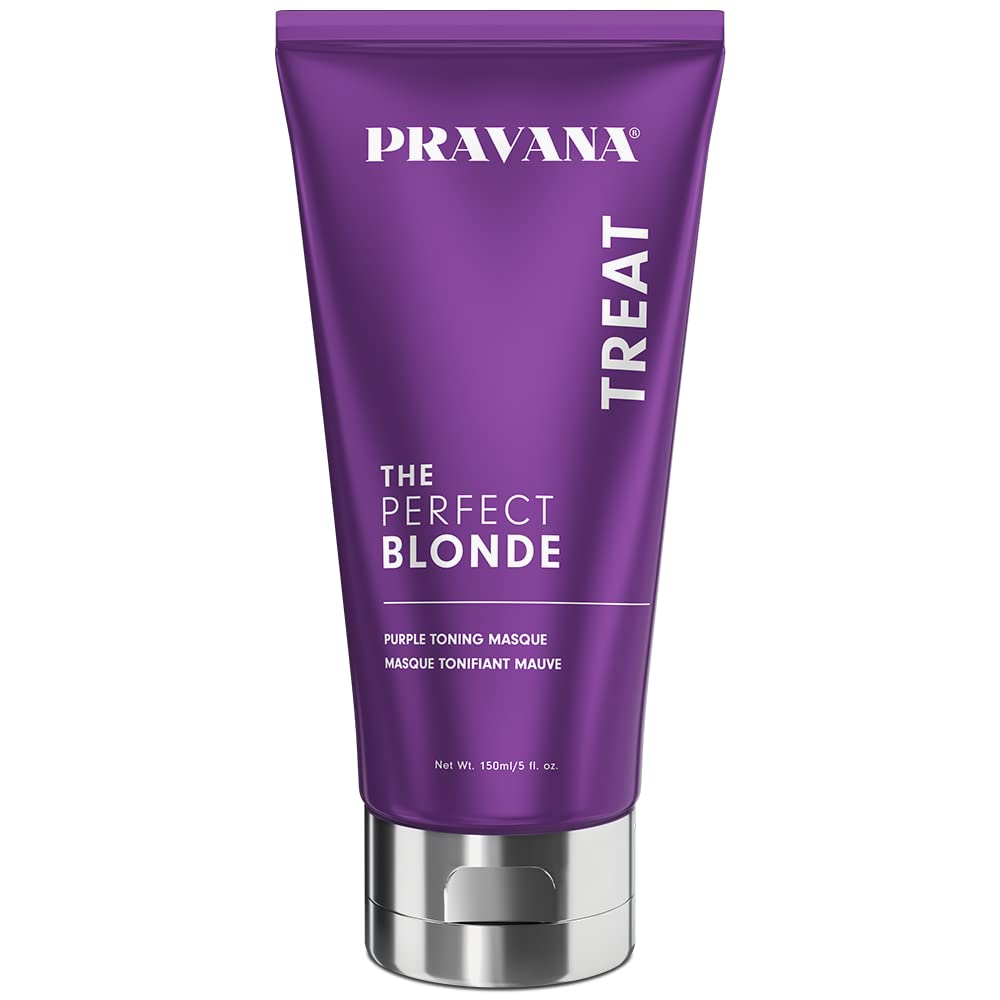 PRAVANA®
TREAT
THE
PERFECT
BLONDE
PURPLE TONING MASQUE
MASQUE TONIFIANT MAUVE
Net Wt. 150ml/5 fl. oz.